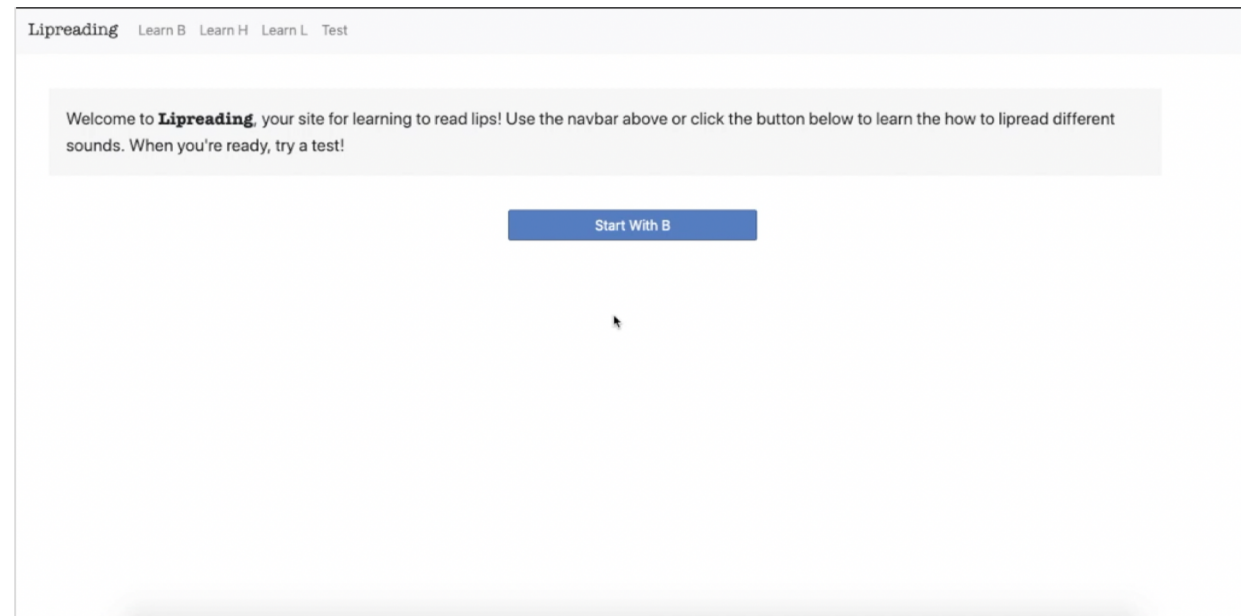 Lipreading Learn B Learn H Learn L Test
Welcome to Lipreading, your site for learning to read lips! Use the navbar above or click the button below to learn the how to lipread different
sounds. When you're ready, try a test!
Start With B